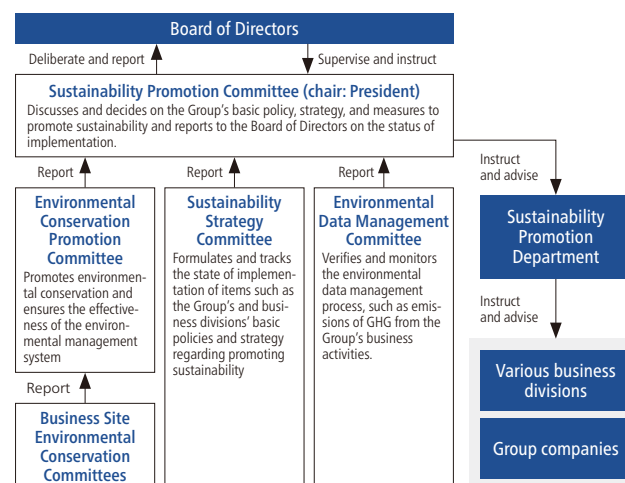 Board of Directors
Deliberate and report
Supervise and instruct
Sustainability Promotion Committee (chair: President)
Discusses and decides on the Group's basic policy, strategy, and measures to
promote sustainability and reports to the Board of Directors on the status of
implementation.
Report
Report
Report
Instruct
and advise
Environmental
Conservation
Promotion
Committee
Promotes environmen-
tal conservation and
ensures the effective-
ness of the environ-
mental management
system
Sustainability
Strategy
Committee
Formulates and tracks
the state of implemen-
tation of items such as
the Group's and busi-
ness divisions' basic
policies and strategy
regarding promoting
sustainability
Environmental
Data Management
Committee
Verifies and monitors
the environmental
data management
process, such as emis-
sions of GHG from the
Group's business
activities.
Sustainability
Promotion
Department
Instruct
and advise
Report
Business Site
Environmental
Conservation
Committees
Various business
divisions
Group companies